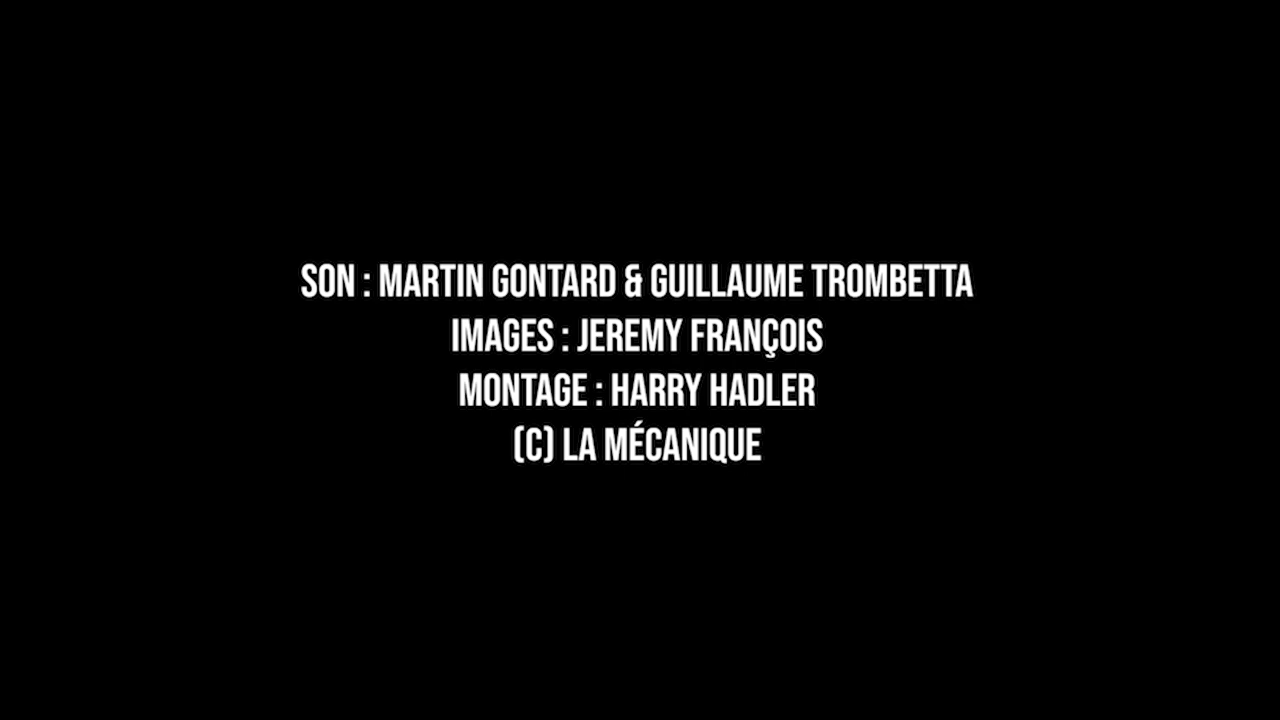 SON : MARTIN GONTARD & GUILLAUME TROMBETTA
IMAGES : JEREMY FRANÇOIS
MONTAGE : HARRY HADLER
(C) LA MÉCANIQUE